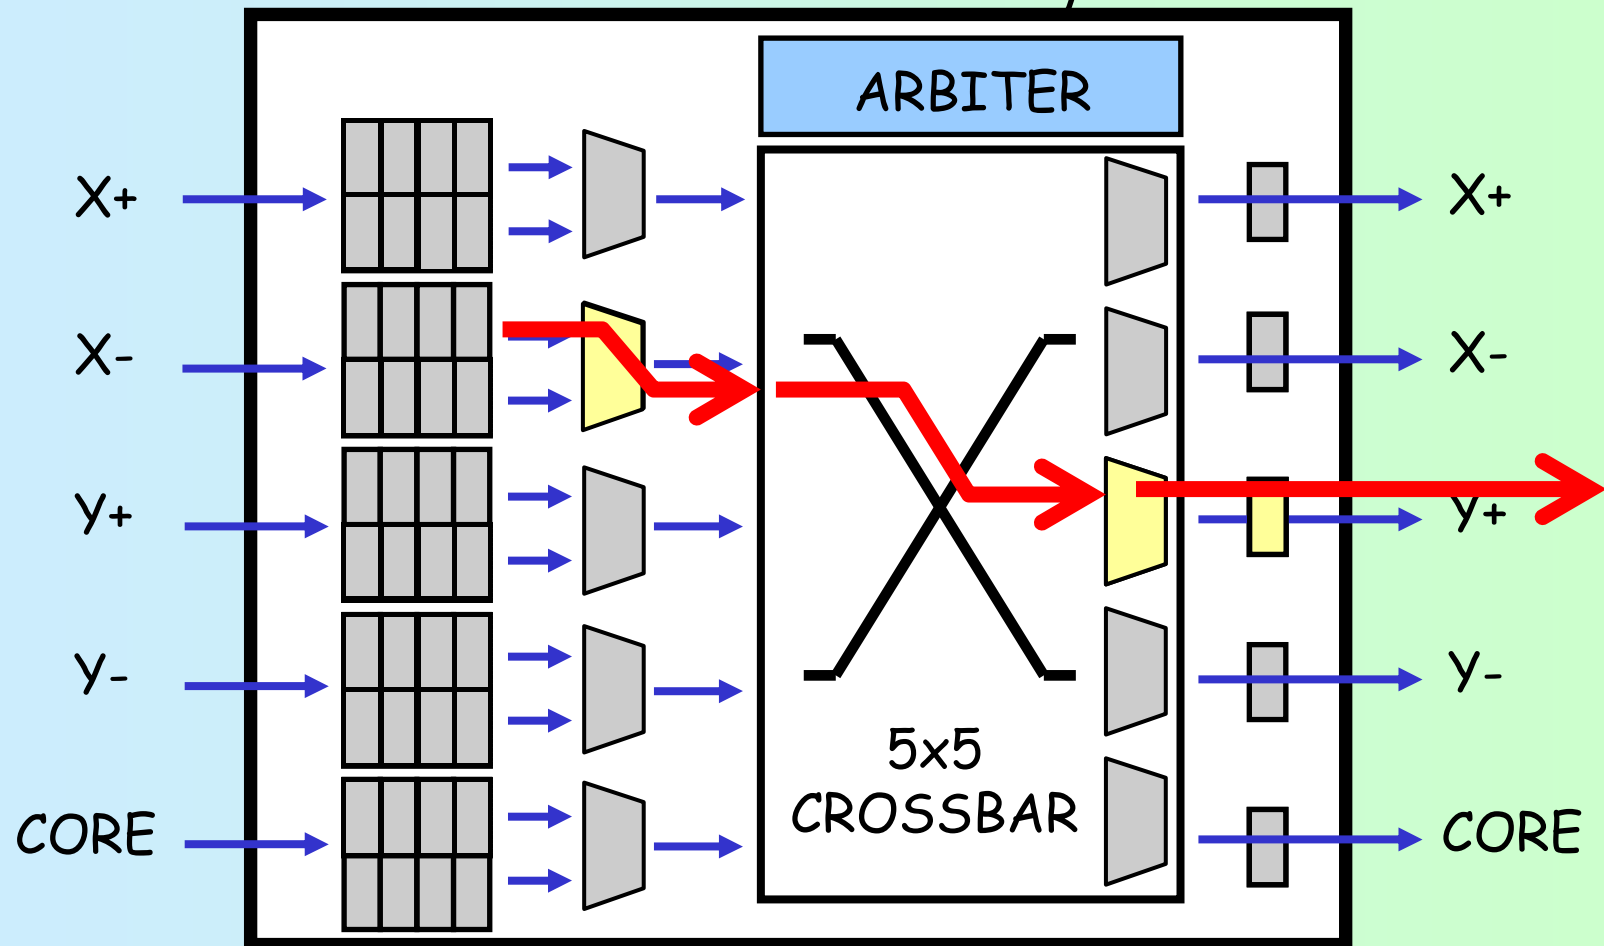 ARBITER
X+
X-
Y+
Y-
CORE
5x5
CROSSBAR
X+
X-
Y+
Y-
CORE